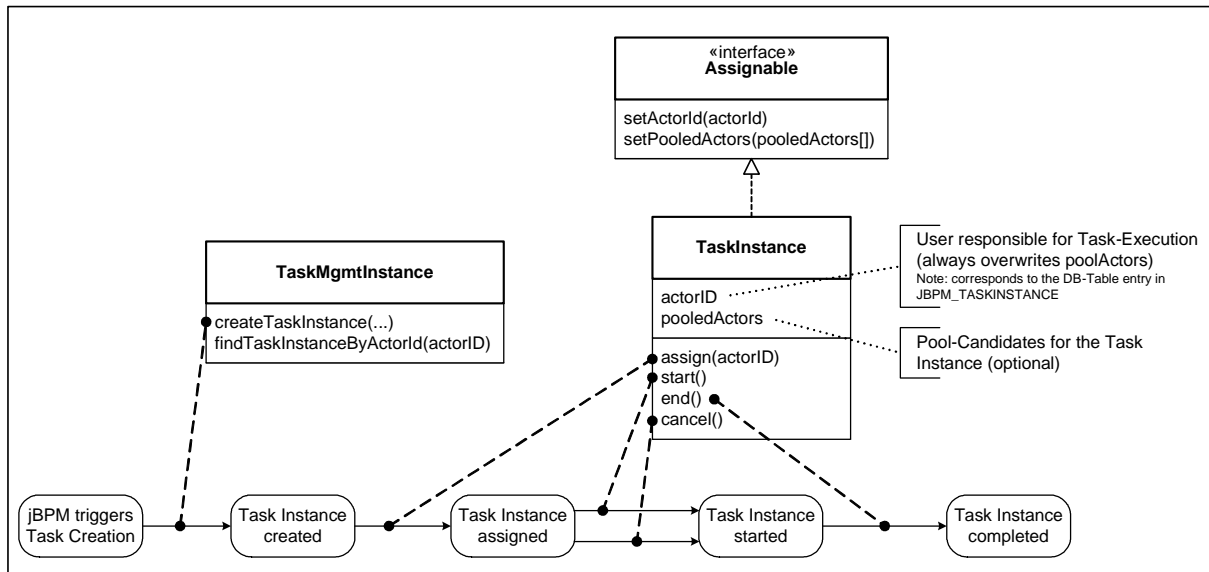 «interface»
Assignable
setActorId(actorId)
setPooledActors(pooledActors[])
TaskMgmtInstance
createTaskInstance(...)
findTaskInstanceByActorId(actorID)
TaskInstance
actorID
pooledActors
assign(actorID)
start()
end()
cancel()
User responsible for Task-Execution
(always overwrites poolActors)
Note: corresponds to the DB-Table entry in
JBPM_TASKINSTANCE
Pool-Candidates for the Task
Instance (optional)
jBPM triggers
Task Creation
Task Instance
created
Task Instance
assigned
Task Instance
started
Task Instance
completed